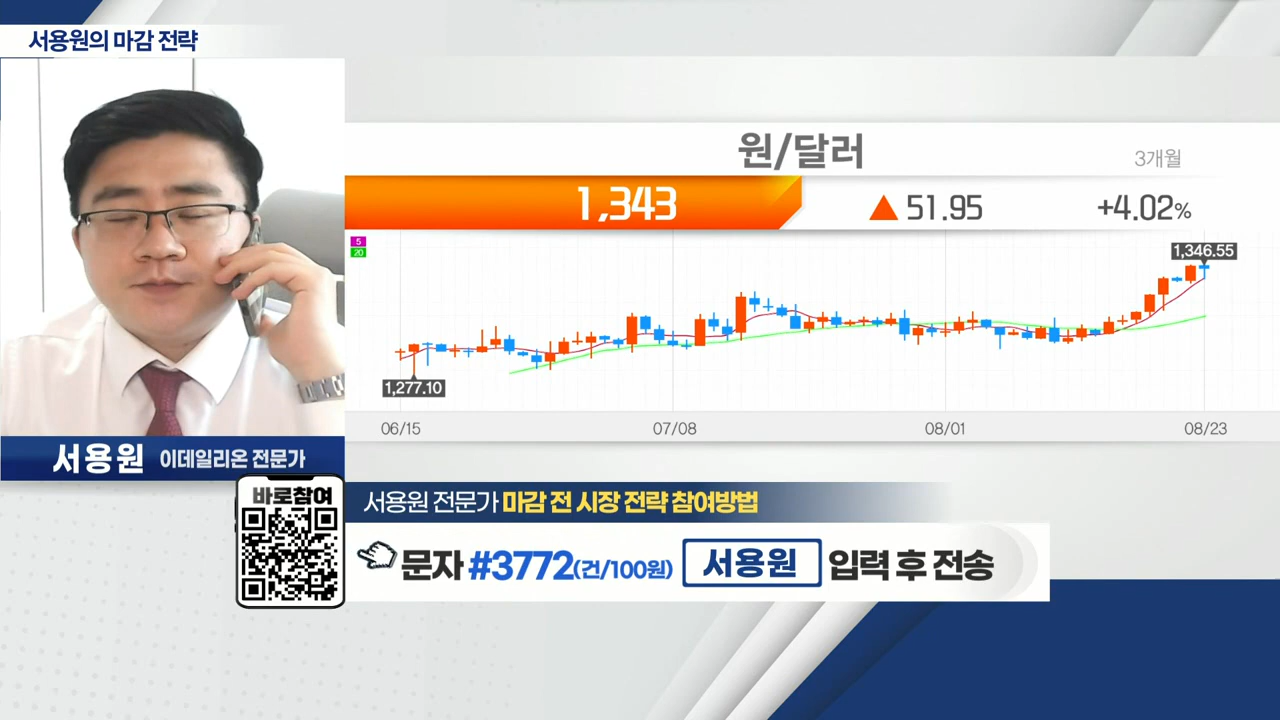 서용원의 마감 전략
원/달러
3개월
1,343
▲ 51.95
+4.02%
5
20
1,346.55
1,277.10
06/15
07/08
08/01
08/23
서용원 이데일리온 전문가
바로참여
서용원 전문가 마감 전 시장 전략 참여방법
문자 #3772(건/100원) 서용원 입력 후 전송